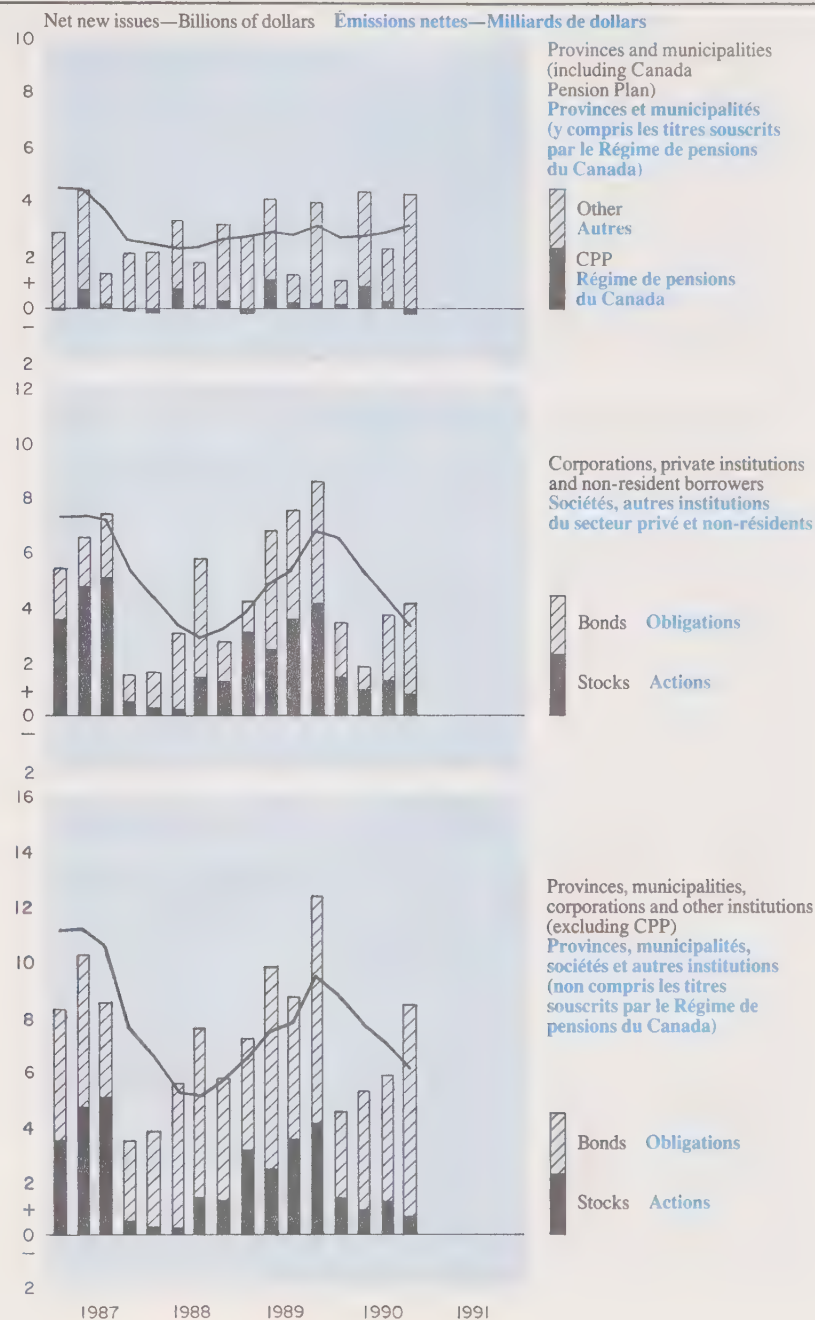 Net new issues—Billions of dollars Émissions nettes—Milliards de dollars
10
8
6
4
2
+
0
—
2
Provinces and municipalities
(including Canada
Pension Plan)
Provinces et municipalités
(y compris les titres souscrits
par le Régime de pensions
du Canada)
Other
Autres
CPP
Régime de pensions
du Canada
12
10
8
6
4
2
+
0
—
2
Corporations, private institutions
and non-resident borrowers
Sociétés, autres institutions
du secteur privé et non-résidents
Bonds Obligations
Stocks Actions
16
14
12
10
8
6
4
2
+
0
—
2
Provinces, municipalities,
corporations and other institutions
(excluding CPP)
Provinces, municipalités,
sociétés et autres institutions
(non compris les titres
souscrits par le Régime de
pensions du Canada)
Bonds Obligations
Stocks Actions
1987 1988 1989 1990 1991